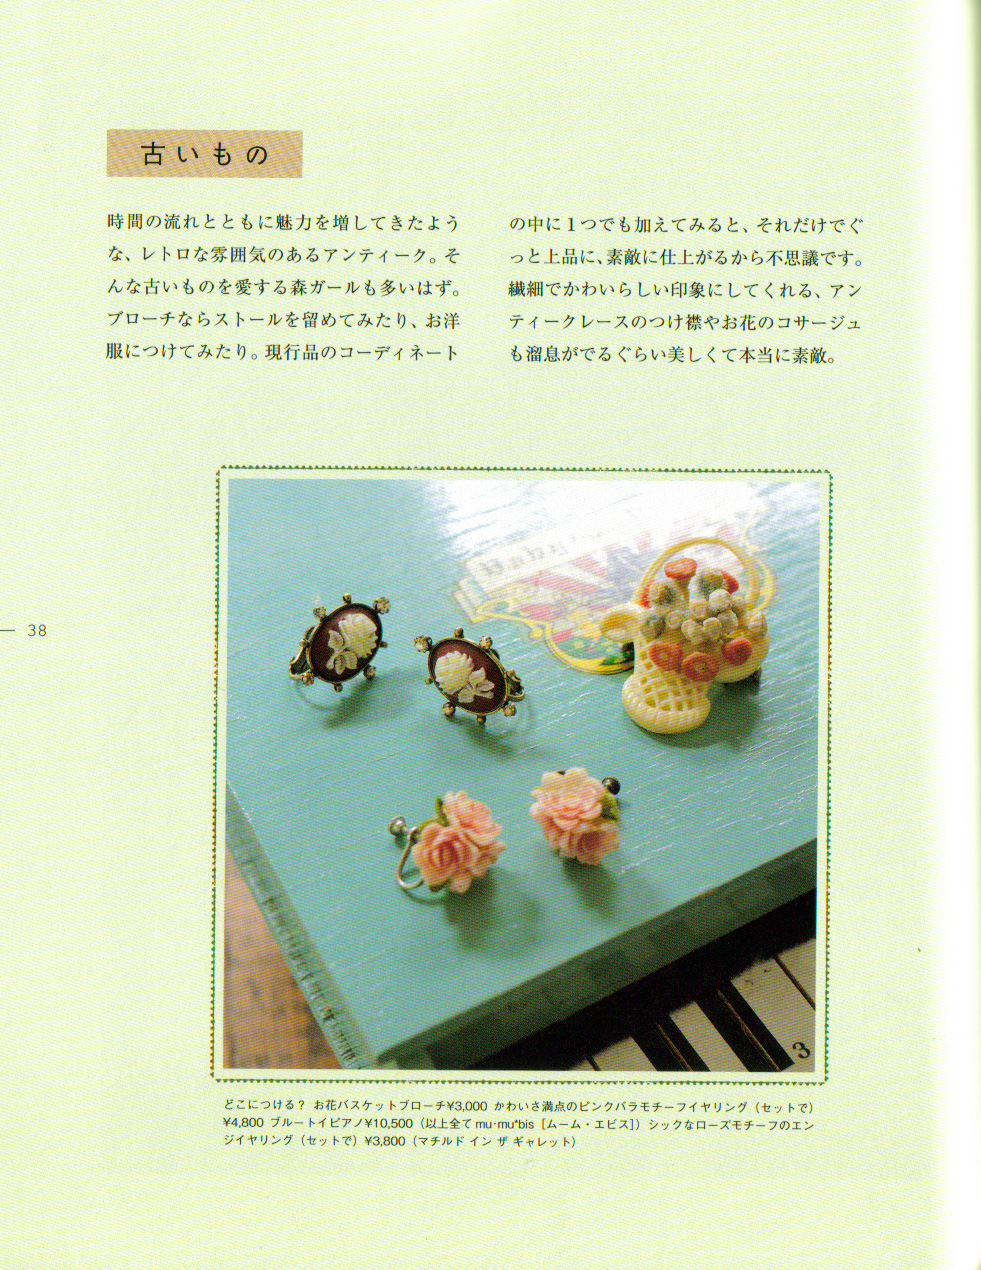 古いもの
時間の流れとともに魅力を増してきたよう
な、レトロな雰囲気のあるアンティーク。そ
んな古いものを愛する森ガールも多いはず。
ブローチならストールを留めてみたり、お洋
服につけてみたり。現行品のコーディネート
の中に1つでも加えてみると、それだけでぐ
っと上品に、素敵に仕上がるから不思議です。
繊細でかわいらしい印象にしてくれる、アン
ティークレースのつけ襟やお花のコサージュ
も溜息がでるぐらい美しくて本当に素敵。
38
3
どこにつける? お花バスケットブローチ¥3,000 かわいさ満点のピンクバラモチーフイヤリング(セットで)
¥4,800 ブルートイピアノ¥10,500(以上全て mu·mu*bis [ムーム・エビス]) シックなローズモチーフのエン
ジイヤリング(セットで)¥3,800(マチルド イン ザ ギャレット)